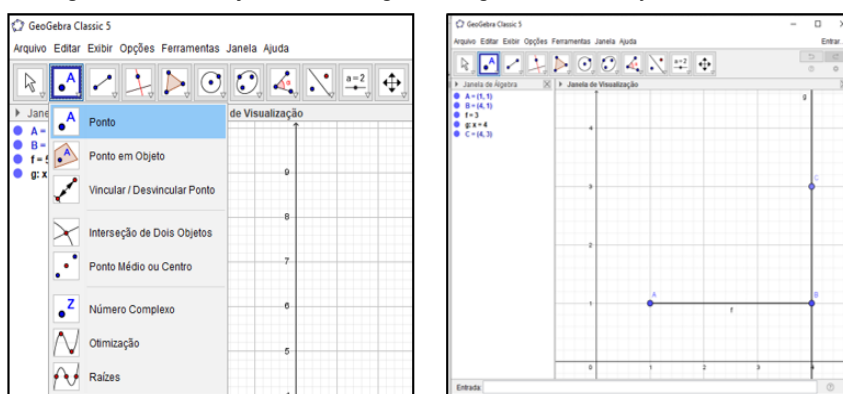 GeoGebra Classic 5
Arquivo Editar Exibir Opções Ferramentas Janela Ajuda
A
a=2
Jane
de Visualização
A =
B =
g: x
A
Ponto
A
Ponto em Objeto
Vincular / Desvincular Ponto
Interseção de Dois Objetos
Ponto Médio ou Centro
Z
Número Complexo
Otimização
Raízes
9
8
7
6
5
GeoGebra Classic 5
Arquivo Editar Exibir Opções Ferramentas Janela Ajuda
Entrar...
A
a=2
Janela de Álgebra
Janela de Visualização
A = (1, 1)
B = (4, 1)
f = 3
g: x = 4
C = (4, 3)
g
4
C
3
2
A
B
1
f
0
1
2
3
4
Entrada: